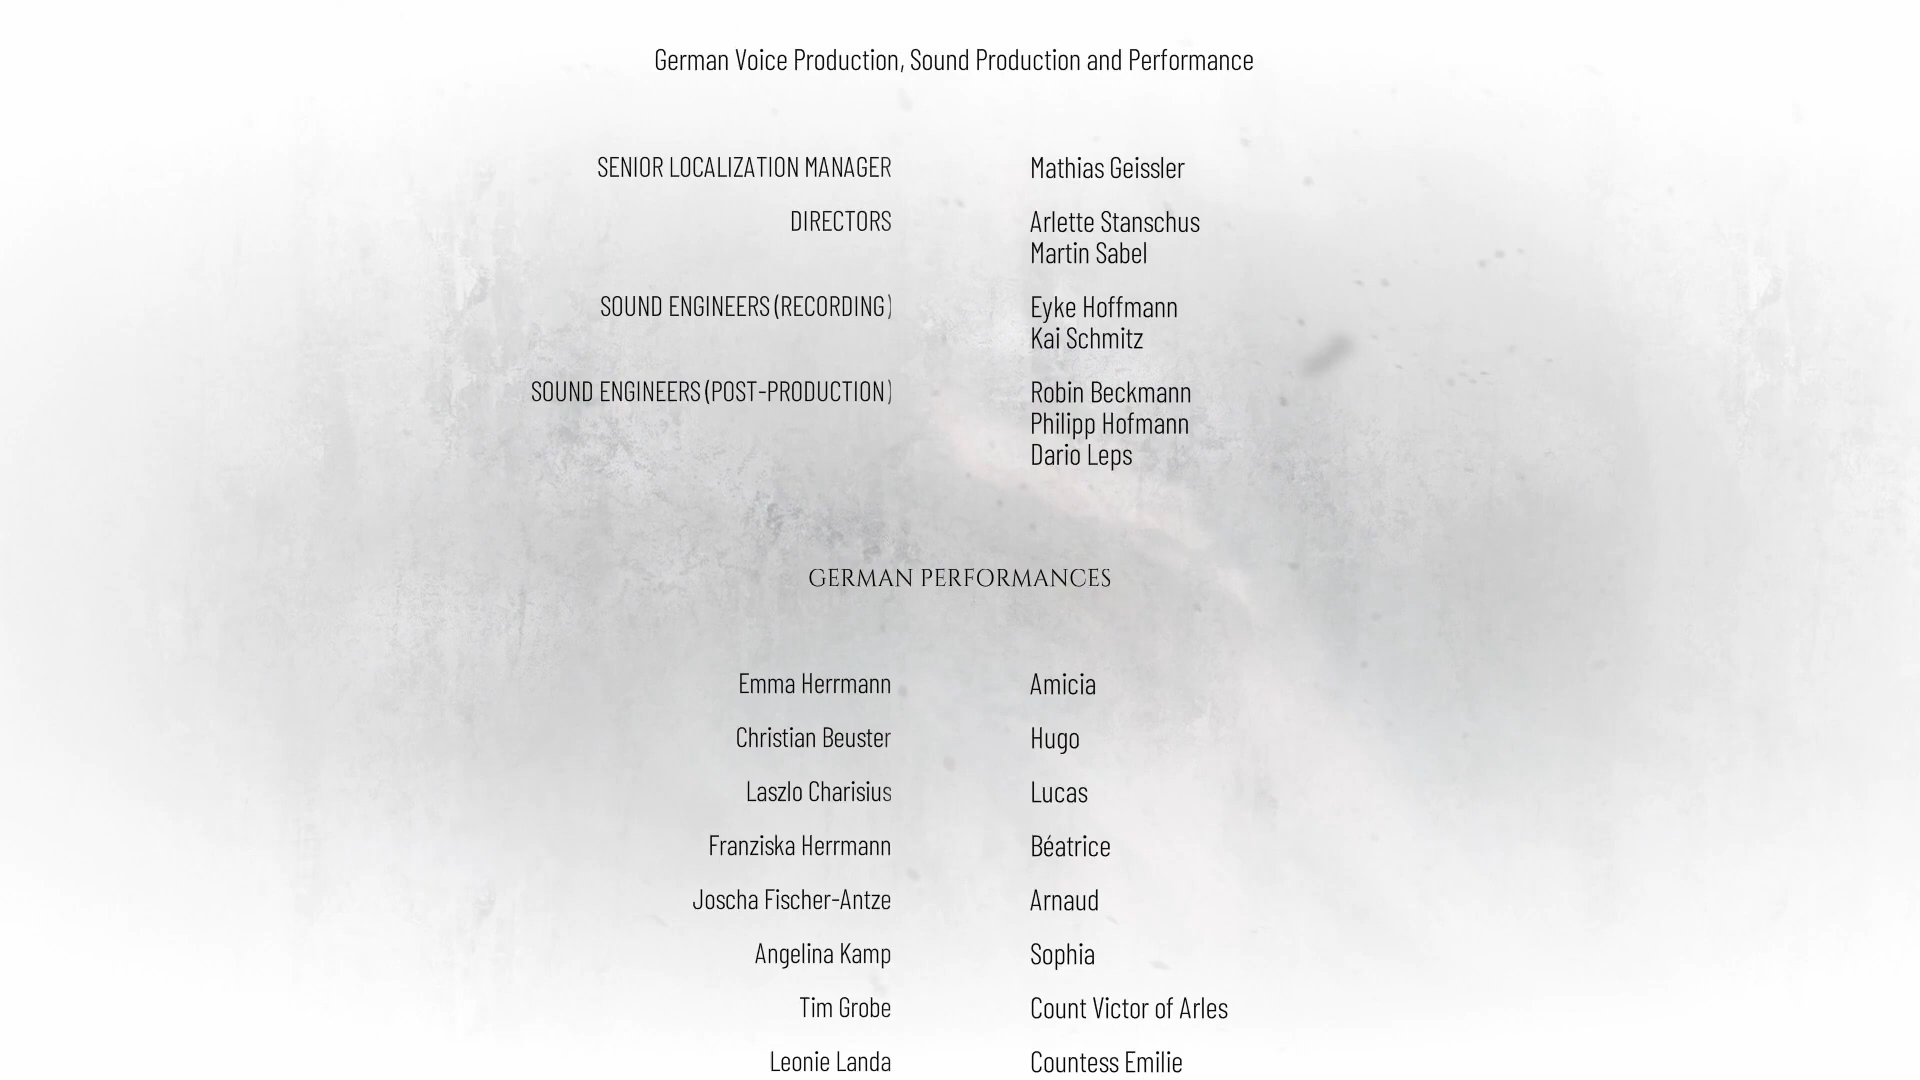 German Voice Production, Sound Production and Performance
SENIOR LOCALIZATION MANAGER Mathias Geissler
DIRECTORS Arlette Stanschus
Martin Sabel
SOUND ENGINEERS (RECORDING) Eyke Hoffmann
Kai Schmitz
SOUND ENGINEERS (POST-PRODUCTION) Robin Beckmann
Philipp Hofmann
Dario Leps
GERMAN PERFORMANCES
Emma Herrmann Amicia
Christian Beuster Hugo
Laszlo Charisius Lucas
Franziska Herrmann Béatrice
Joscha Fischer-Antze Arnaud
Angelina Kamp Sophia
Tim Grobe Count Victor of Arles
Leonie Landa Countess Emilie